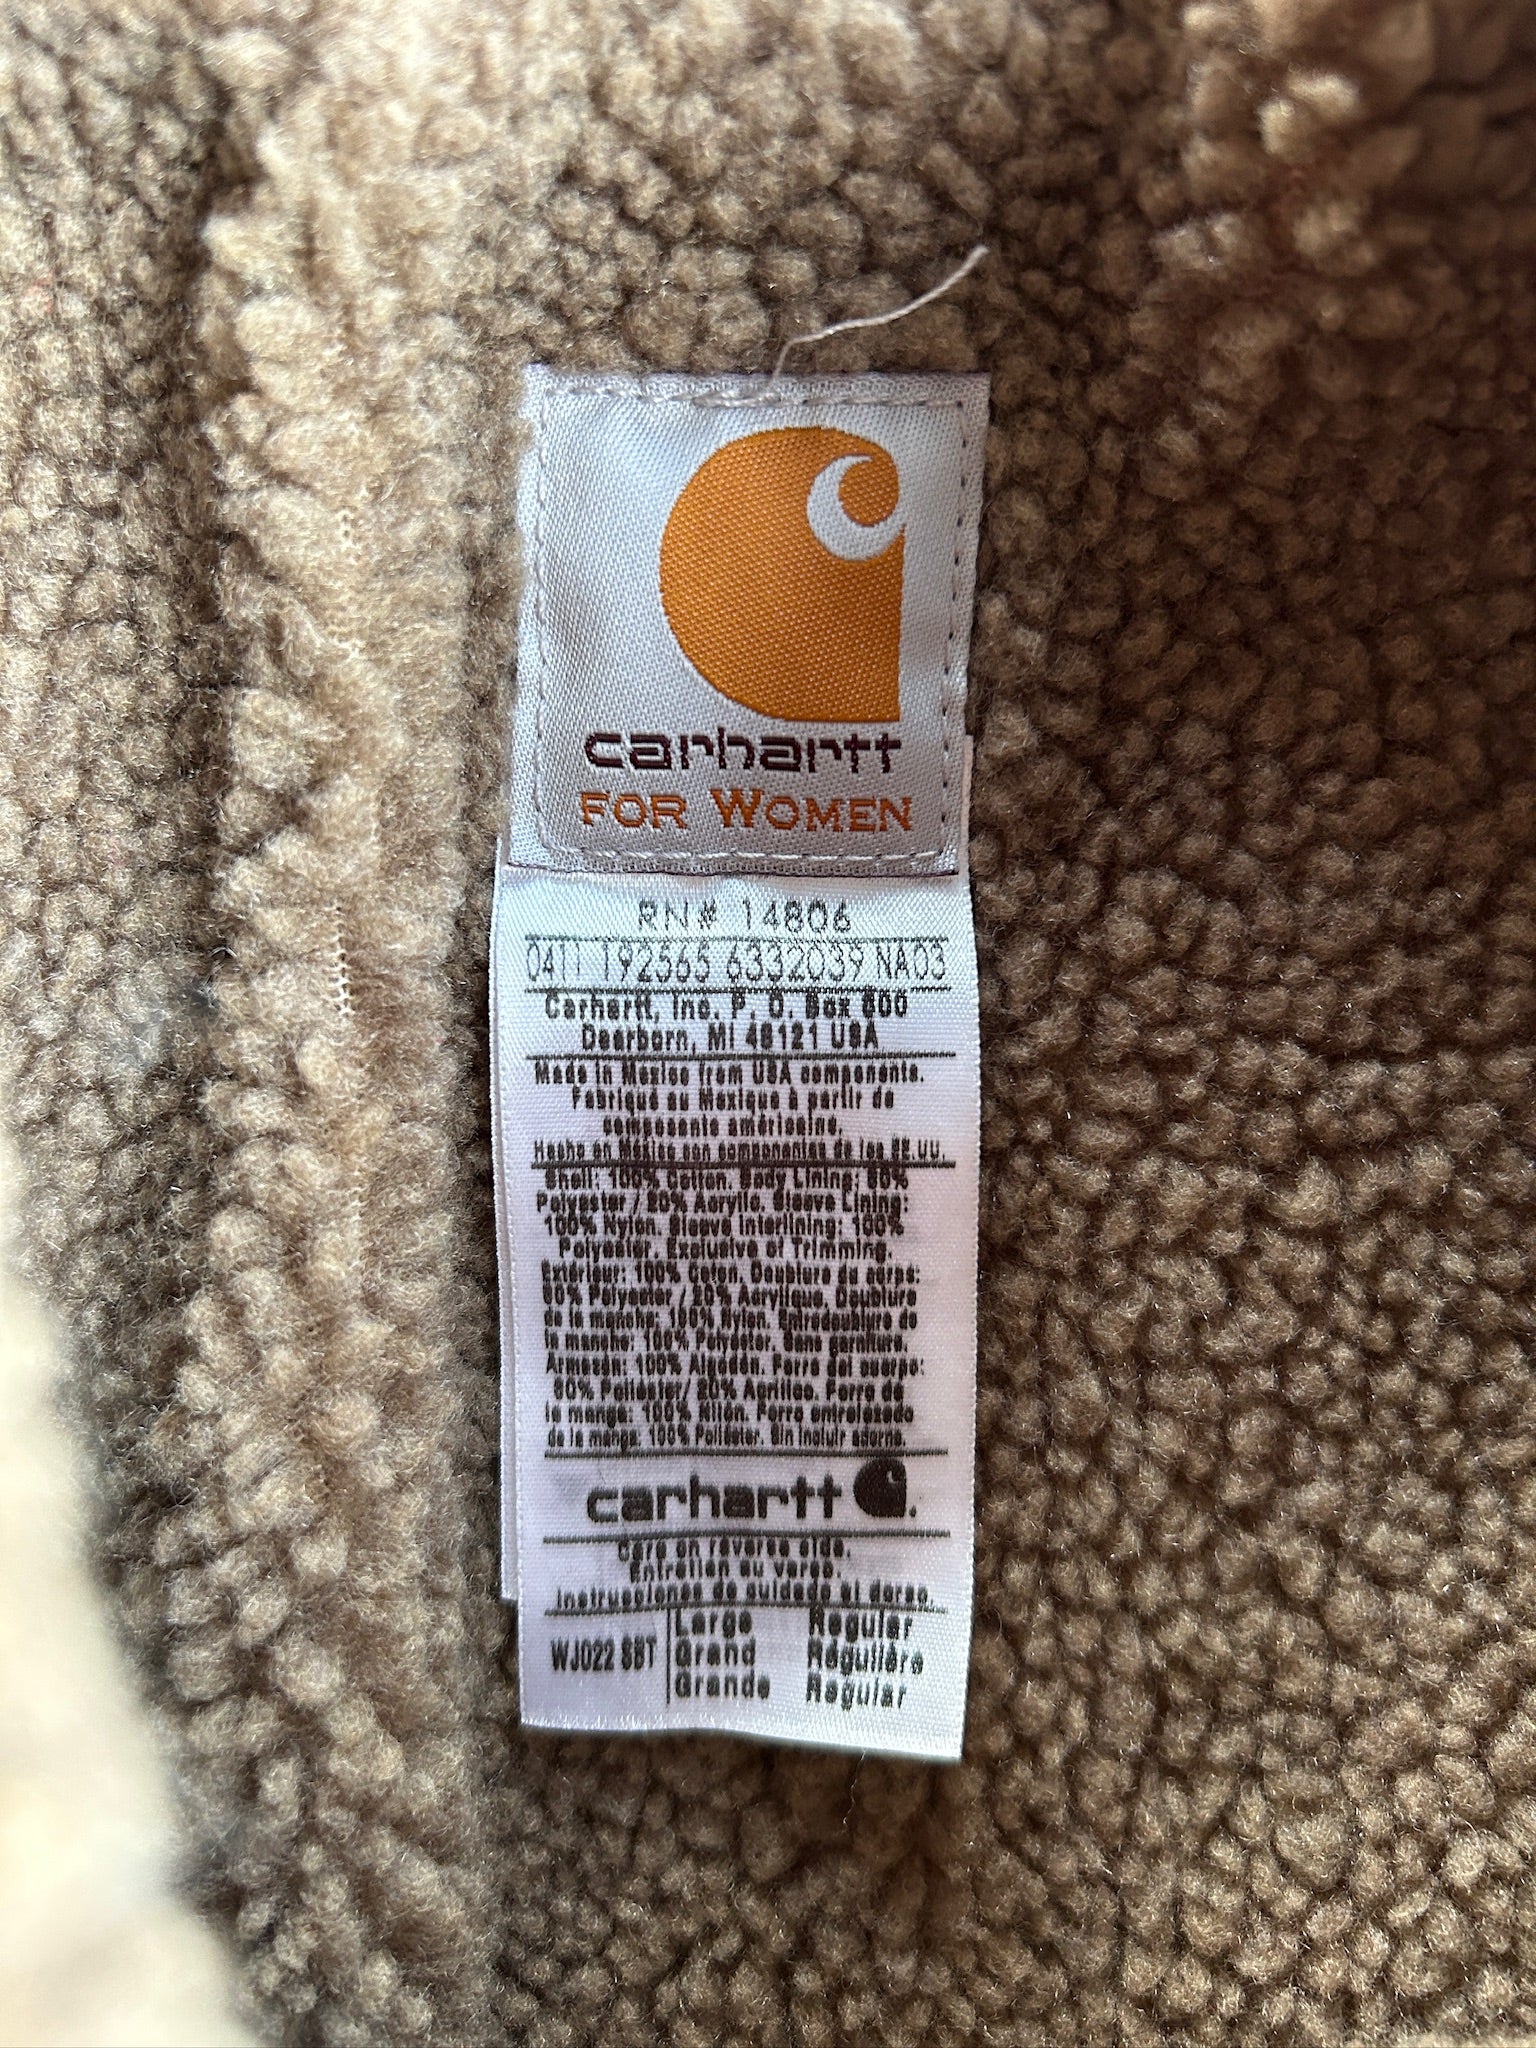 carhartt
FOR WOMEN
RN# 14806
0411 192565 6332039 NA03
Carhartt, Inc. P. O. Box 600
Dearborn, MI 48121 USA
Made in Mexico from USA components.
Fabriqué au Mexique à partir de
composants américains.
Hecho en México con componentes de los EE.UU.
Shell: 100% Cotton. Body Lining: 80%
Polyester / 20% Acrylic. Sleeve Lining:
100% Nylon. Sleeve Interlining: 100%
Polyester. Exclusive of Trimming.
Extérieur: 100% Coton. Doublure du corps:
80% Polyester / 20% Acrylique. Doublure
de la manche: 100% Nylon. Entredoublure de
la manche: 100% Polyester. Sans garniture.
Armazón: 100% Algodón. Forro del cuerpo:
80% Poliéster/ 20% Acrílico. Forro de
la manga: 100% Nilón. Forro entrelazado
de la manga: 100% Poliéster. Sin incluir adorno.
carhartt
Care on reverse side.
Entretien au verso.
Instrucciones de cuidado al dorso.
WJ022 SBT
Large Regular
Grand Régulière
Grande Regular